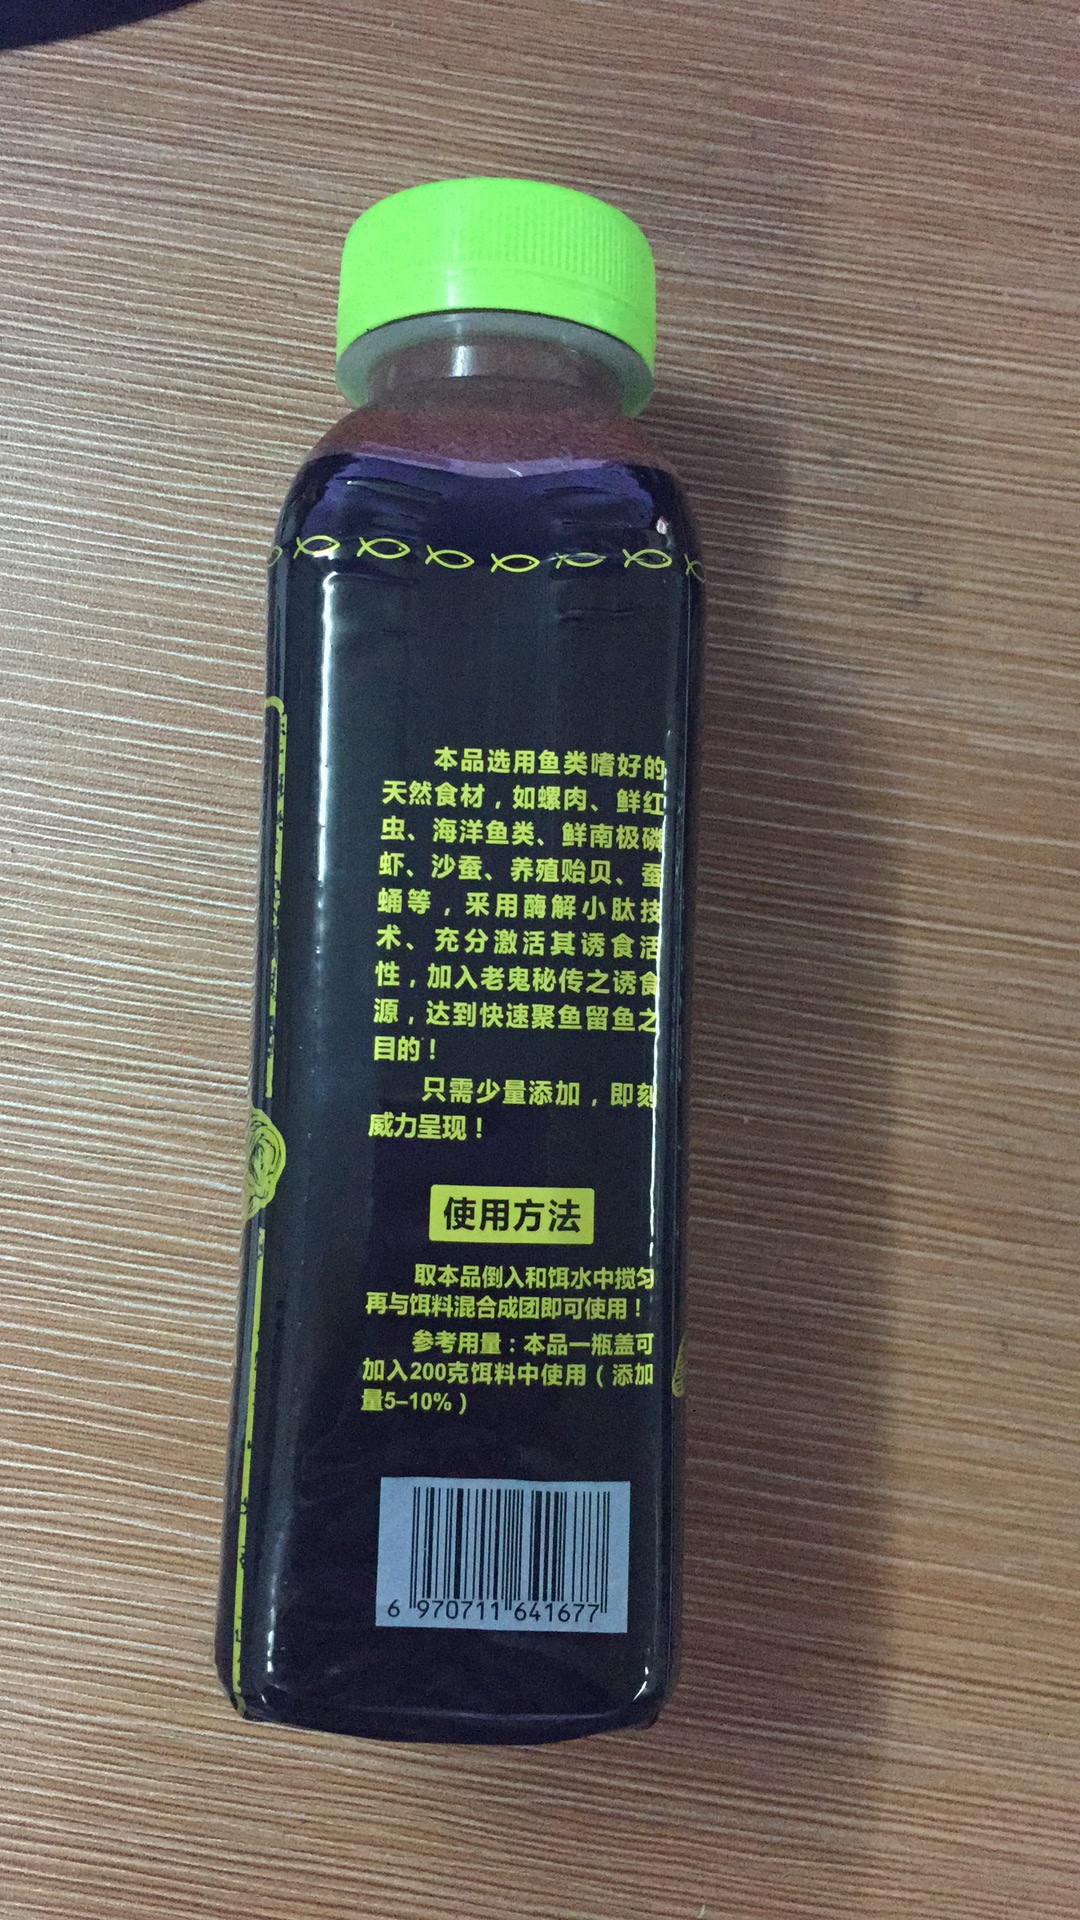 本品选用鱼类嗜好的
天然食材，如螺肉、鲜红
虫、海洋鱼类、鲜南极磷
虾、沙蚕、养殖贻贝、蚕
蛹等，采用酶解小肽技
术、充分激活其诱食活
性，加入老鬼秘传之诱食
源，达到快速聚鱼留鱼之
目的！
只需少量添加，即刻
威力呈现！
使用方法
取本品倒入和饵水中搅匀
再与饵料混合成团即可使用！
参考用量：本品一瓶盖可
加入200克饵料中使用（添加
量5–10%）
6 970711 641677